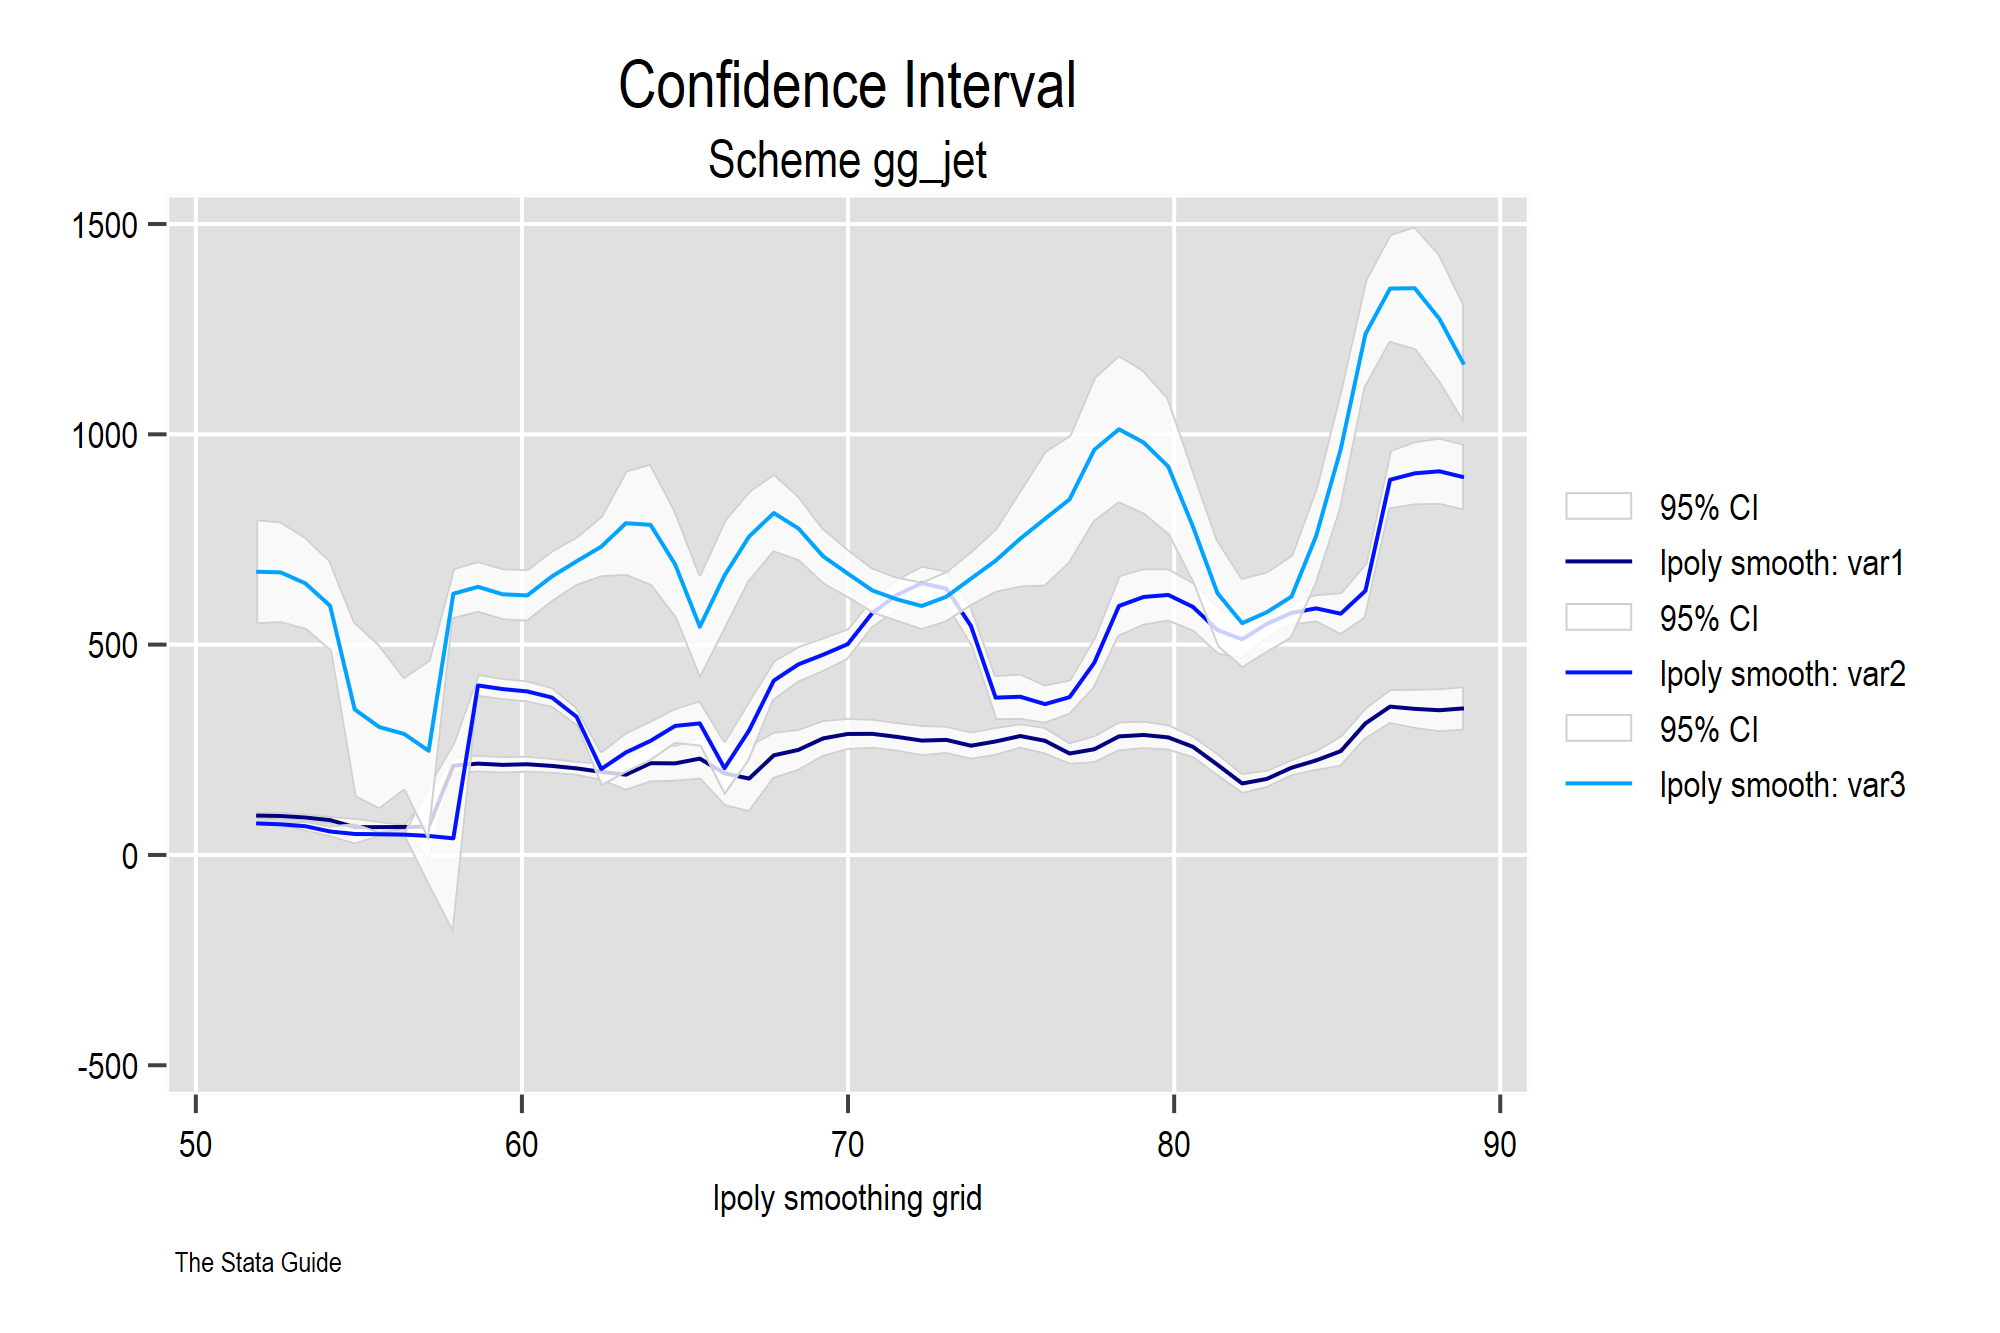 Confidence Interval
Scheme gg_jet
1500
1000
500
0
-500
50 60 70 80 90
lpoly smoothing grid
95% CI
lpoly smooth: var1
95% CI
lpoly smooth: var2
95% CI
lpoly smooth: var3
The Stata Guide